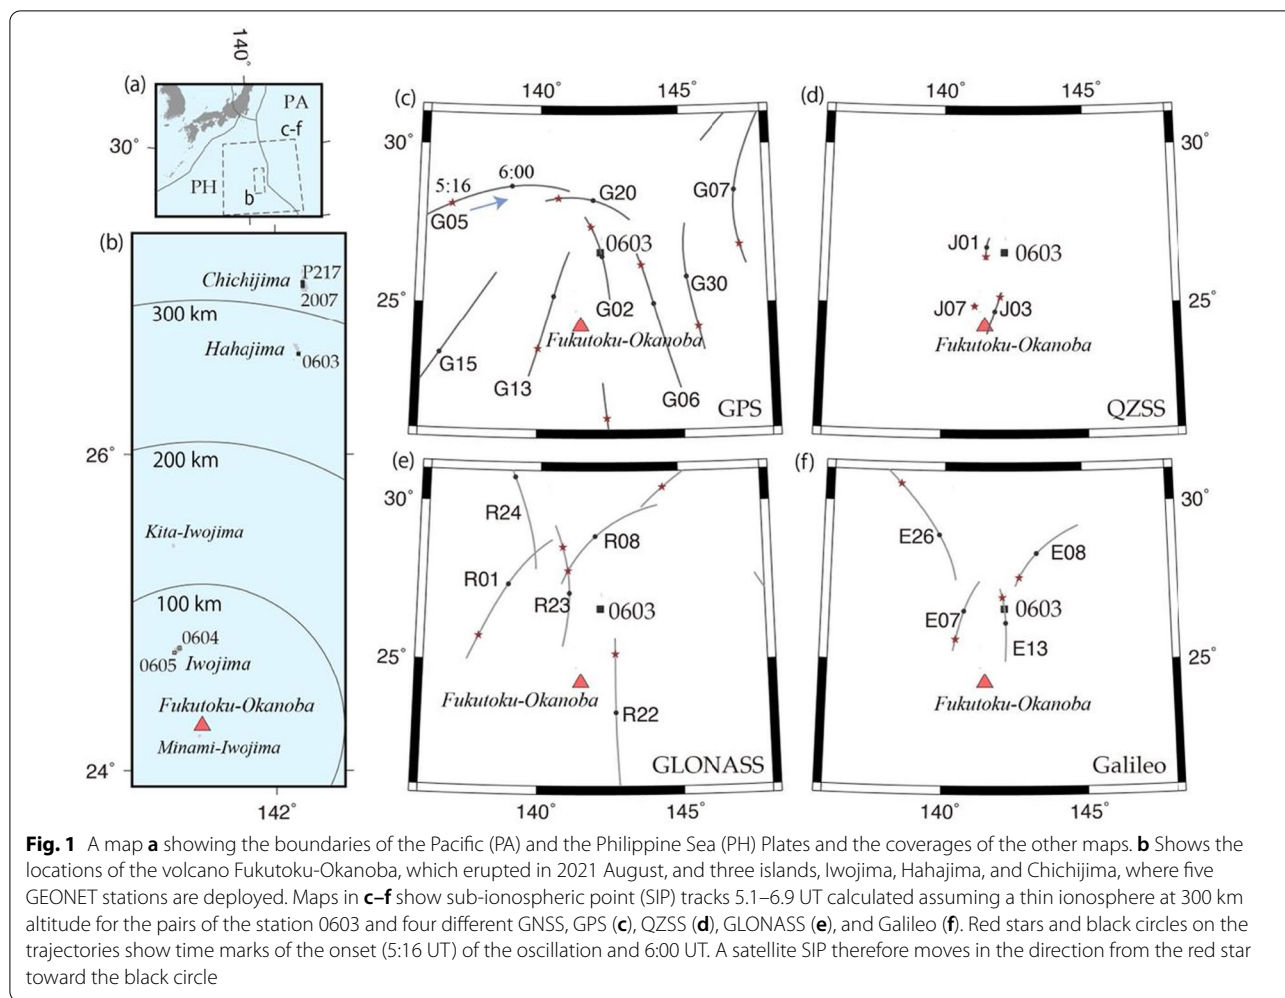 (a)
140°
PA
c-f
30°
PH
b
(b)
Chichijima
P217
2007
300 km
Hahajima
0603
26°
200 km
Kita-Iwojima
100 km
0604
0605
Iwojima
Fukutoku-Okanoba
Minami-Iwojima
24°
142°
(c)
140°
145°
30°
5:16
6:00
G05
G20
G07
0603
25°
G30
G02
Fukutoku-Okanoba
G15
G13
G06
GPS
(d)
140°
145°
30°
J01
0603
25°
J07
J03
Fukutoku-Okanoba
QZSS
(e)
30°
R24
R08
R01
R23
0603
25°
Fukutoku-Okanoba
R22
GLONASS
140°
145°
(f)
30°
E26
E08
E07
0603
E13
25°
Fukutoku-Okanoba
Galileo
140°
145°
Fig. 1 A map a showing the boundaries of the Pacific (PA) and the Philippine Sea (PH) Plates and the coverages of the other maps. b Shows the
locations of the volcano Fukutoku-Okanoba, which erupted in 2021 August, and three islands, Iwojima, Hahajima, and Chichijima, where five
GEONET stations are deployed. Maps in c–f show sub-ionospheric point (SIP) tracks 5.1–6.9 UT calculated assuming a thin ionosphere at 300 km
altitude for the pairs of the station 0603 and four different GNSS, GPS (c), QZSS (d), GLONASS (e), and Galileo (f). Red stars and black circles on the
trajectories show time marks of the onset (5:16 UT) of the oscillation and 6:00 UT. A satellite SIP therefore moves in the direction from the red star
toward the black circle